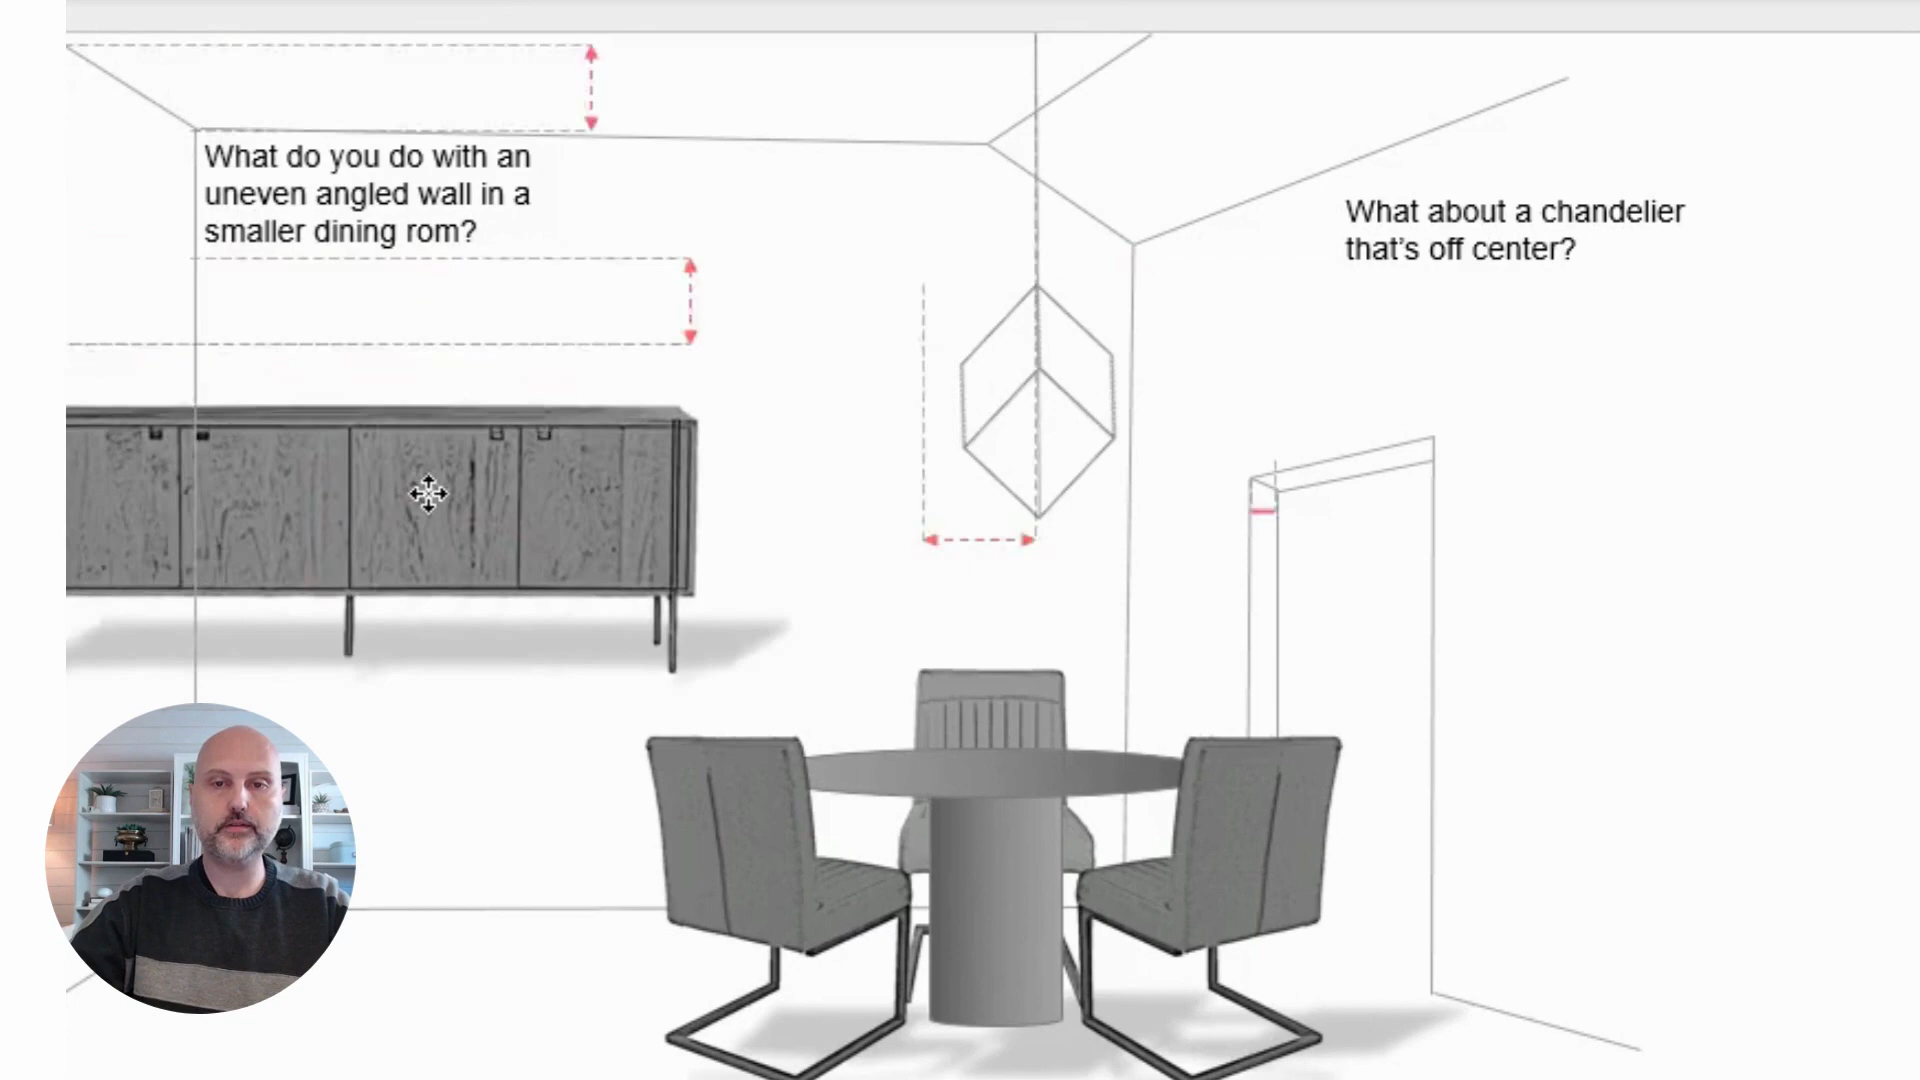 What do you do with an
uneven angled wall in a
smaller dining rom?
What about a chandelier
that's off center?